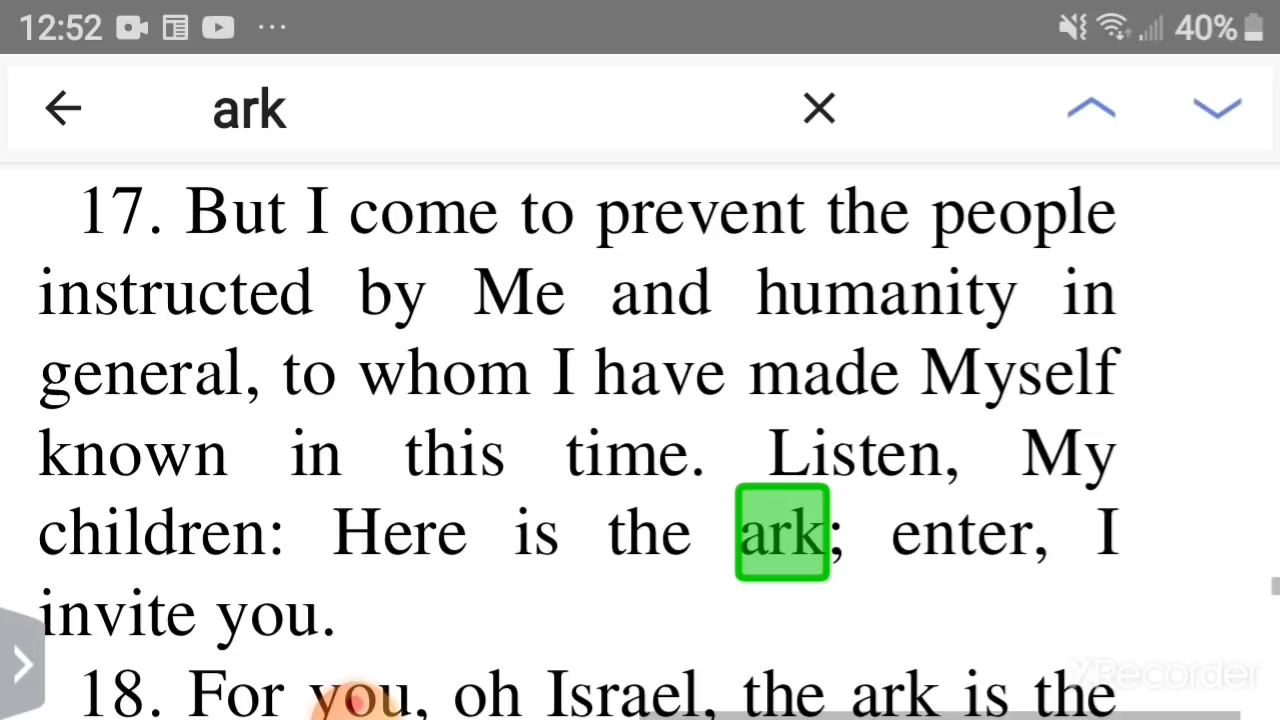 12:52 40%
ark
17. But I come to prevent the people
instructed by Me and humanity in
general, to whom I have made Myself
known in this time. Listen, My
children: Here is the ark; enter, I
invite you.
18. For you, oh Israel, the ark is the
XRecorder